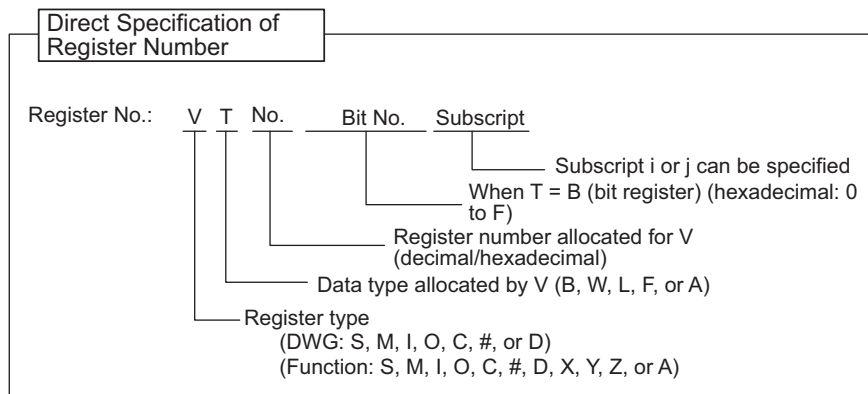 Direct Specification of
Register Number
Register No.: V T No. Bit No. Subscript
Subscript i or j can be specified
When T = B (bit register) (hexadecimal: 0
to F)
Register number allocated for V
(decimal/hexadecimal)
Data type allocated by V (B, W, L, F, or A)
Register type
(DWG: S, M, I, O, C, #, or D)
(Function: S, M, I, O, C, #, D, X, Y, Z, or A)